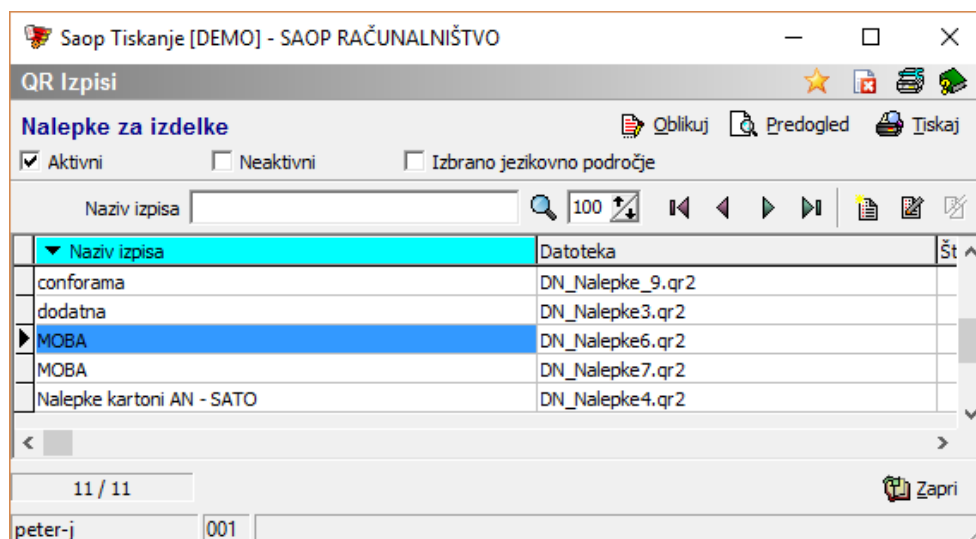 Saop Tiskanje [DEMO] - SAOP RAČUNALNIŠTVO
QR Izpisi
Nalepke za izdelke Oblikuj Predogled Tiskaj
Aktivni Neaktivni Izbrano jezikovno področje
Naziv izpisa 100
Naziv izpisa Datoteka Št
conforama DN_Nalepke_9.qr2
dodatna DN_Nalepke3.qr2
MOBA DN_Nalepke6.qr2
MOBA DN_Nalepke7.qr2
Nalepke kartoni AN - SATO DN_Nalepke4.qr2
11 / 11 Zapri
peter-j 001